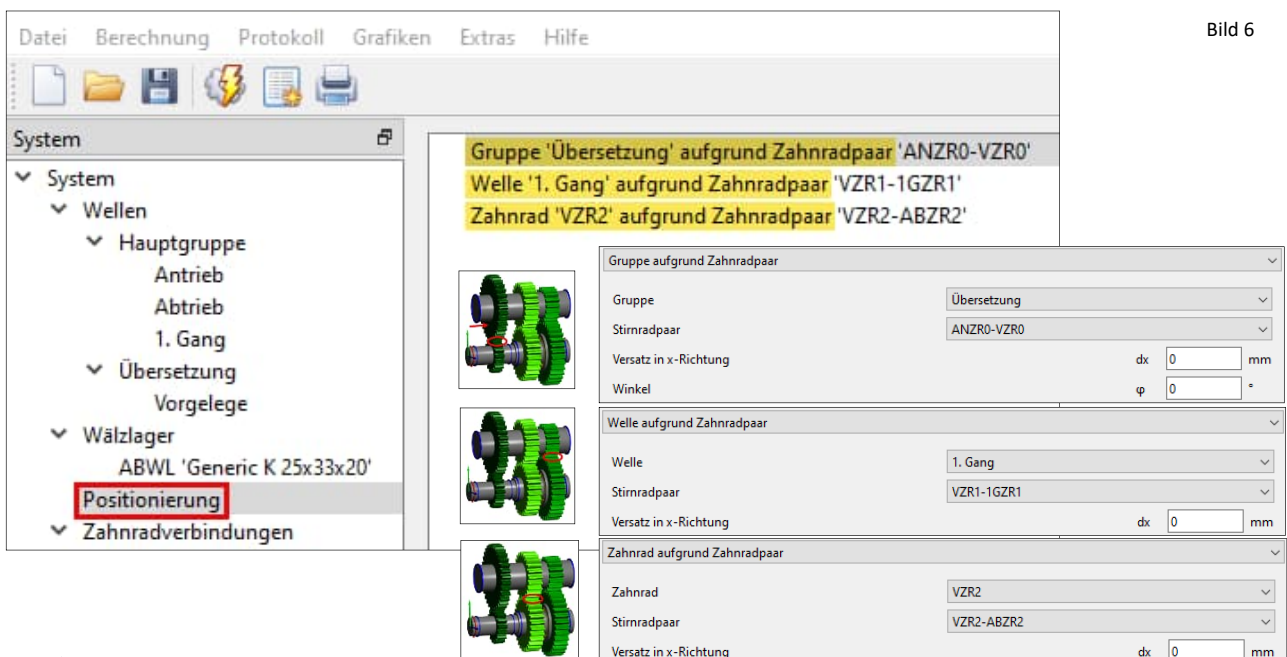 Bild 6
Datei Berechnung Protokoll Grafiken Extras Hilfe
System
System
Wellen
Hauptgruppe
Antrieb
Abtrieb
1. Gang
Übersetzung
Vorgelege
Wälzlager
ABWL 'Generic K 25x33x20'
Positionierung
Zahnradverbindungen
Gruppe 'Übersetzung' aufgrund Zahnradpaar 'ANZR0-VZR0'
Welle '1. Gang' aufgrund Zahnradpaar 'VZR1-1GZR1'
Zahnrad 'VZR2' aufgrund Zahnradpaar 'VZR2-ABZR2'
Gruppe aufgrund Zahnradpaar
Gruppe Übersetzung
Stirnradpaar ANZR0-VZR0
Versatz in x-Richtung dx 0 mm
Winkel φ 0 °
Welle aufgrund Zahnradpaar
Welle 1. Gang
Stirnradpaar VZR1-1GZR1
Versatz in x-Richtung dx 0 mm
Zahnrad aufgrund Zahnradpaar
Zahnrad VZR2
Stirnradpaar VZR2-ABZR2
Versatz in x-Richtung dx 0 mm